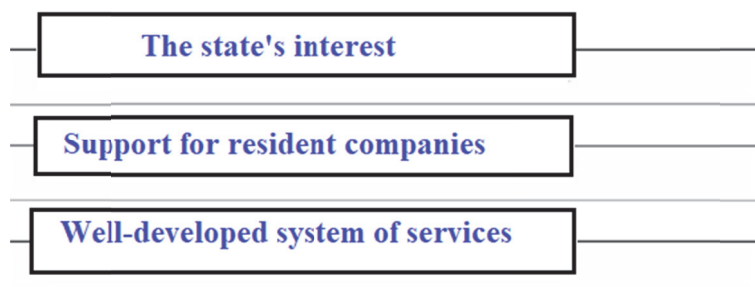 The state's interest
Support for resident companies
Well-developed system of services